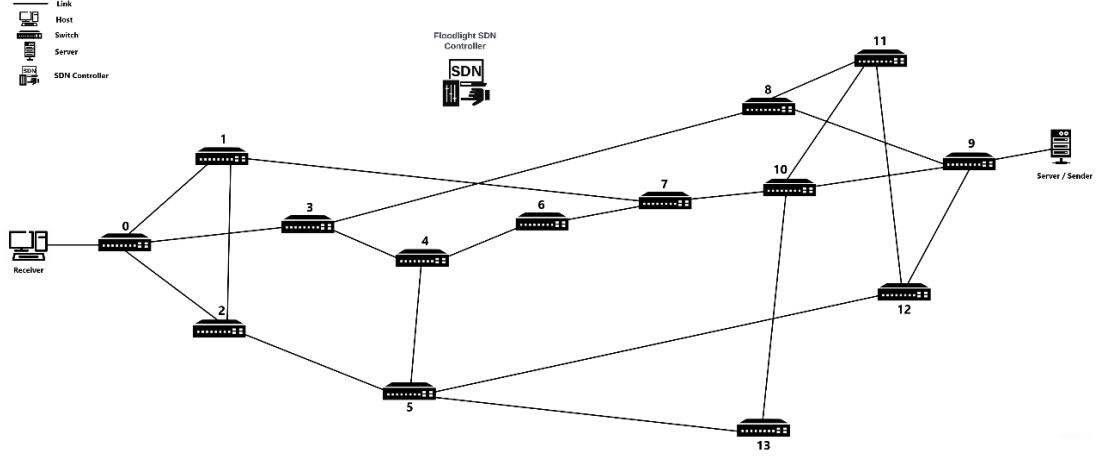 Link
Host
Switch
Server
SDN
SDN Controller
Floodlight SDN
Controller
SDN
11
8
1
9
Server / Sender
10
7
3
6
0
4
Receiver
2
12
5
13